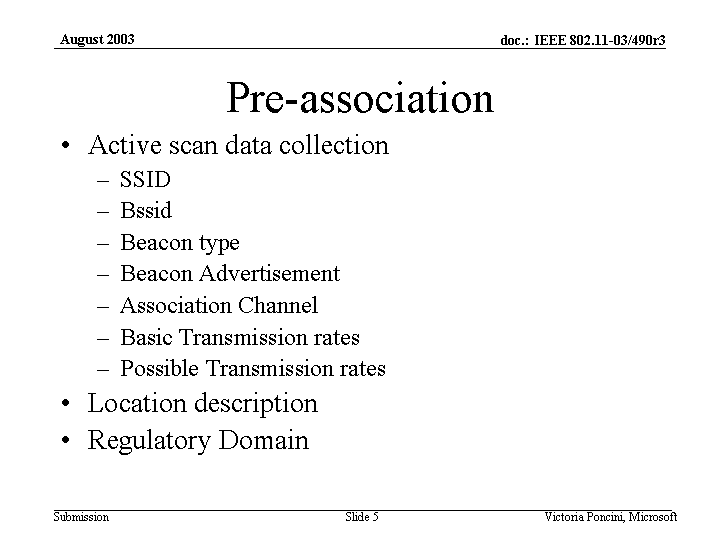 August 2003
doc.: IEEE 802.11-03/490r3
Pre-association
• Active scan data collection
– SSID
– Bssid
– Beacon type
– Beacon Advertisement
– Association Channel
– Basic Transmission rates
– Possible Transmission rates
• Location description
• Regulatory Domain
Submission
Slide 5
Victoria Poncini, Microsoft